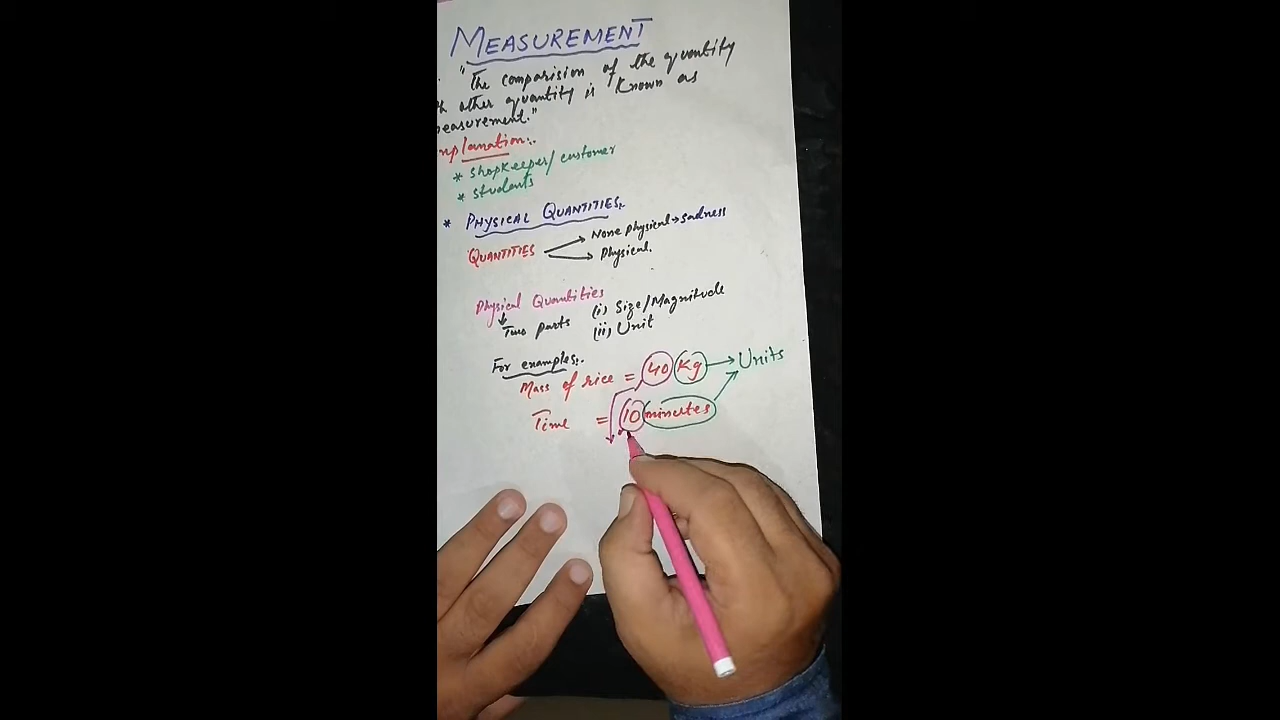 MEASUREMENT
"The comparision of the quantity
other quantity is known as
measurement."
* shopkeeper/customer
* students
* PHYSICAL QUANTITIES:.
QUANTITIES None physical → sadness
Physical.
Physical Quantities
Two parts (i) Size/Magnitude
(ii) Unit
For examples:.
Mass of rice = 40 Kg → Units
Time = 10 minutes